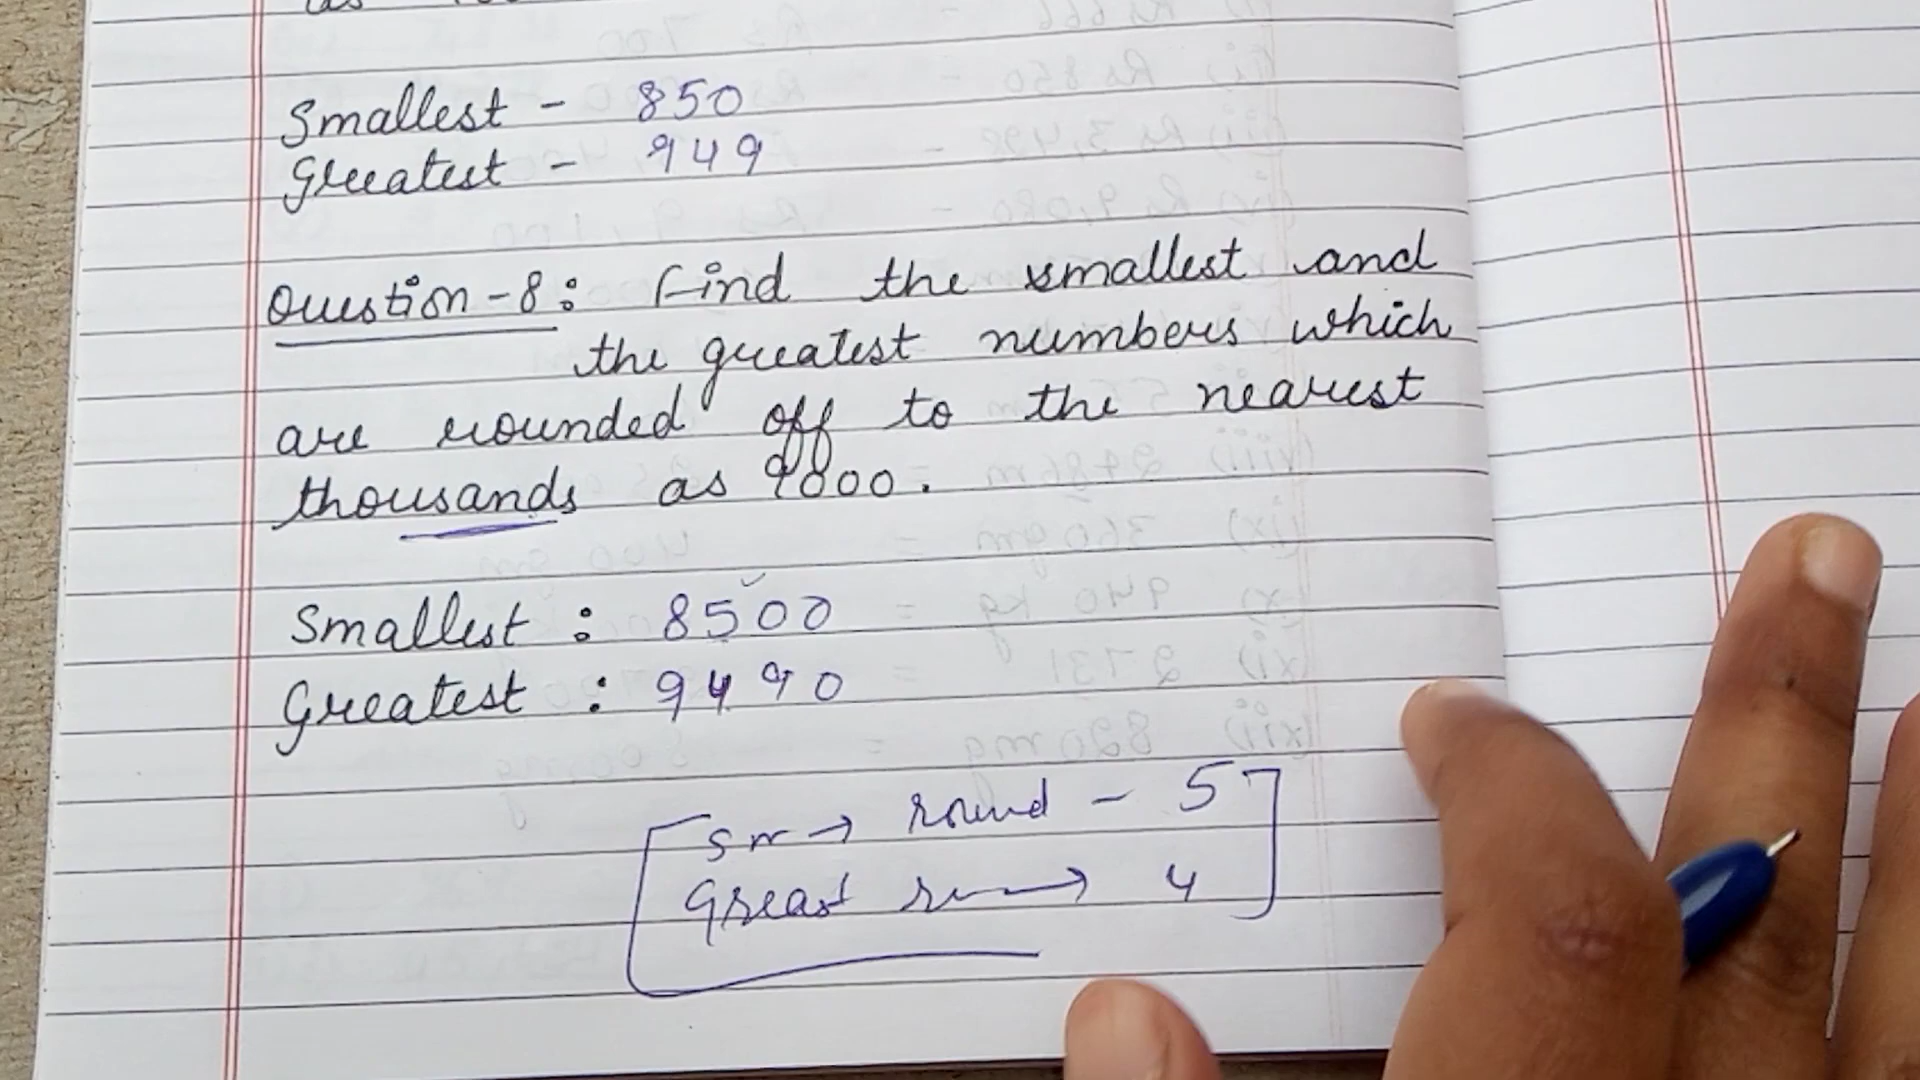 as
Smallest - 850
Greatest - 949
Question-8: Find the smallest and
the greatest numbers which
are rounded off to the nearest
thousands as 9000.
Smallest : 8500
Greatest : 9490
sm → round - 5
Great r → 4